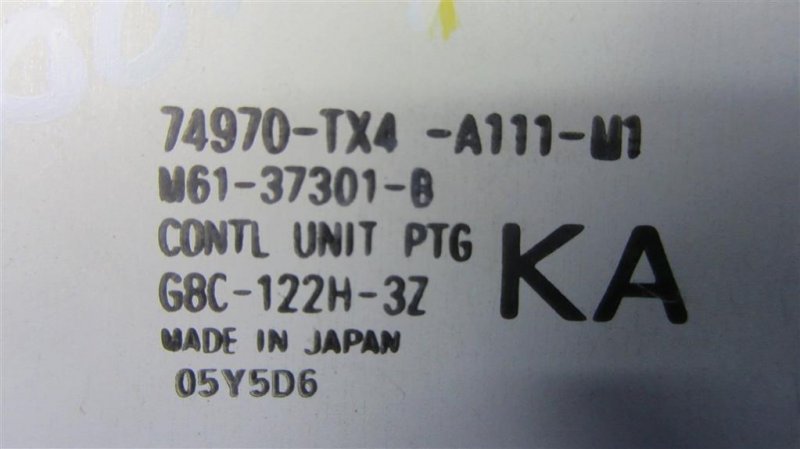 74970-TX4 -A111-M1
M61-37301-B
CONTL UNIT PTG
G8C-122H-3Z
KA
MADE IN JAPAN
05Y5D6